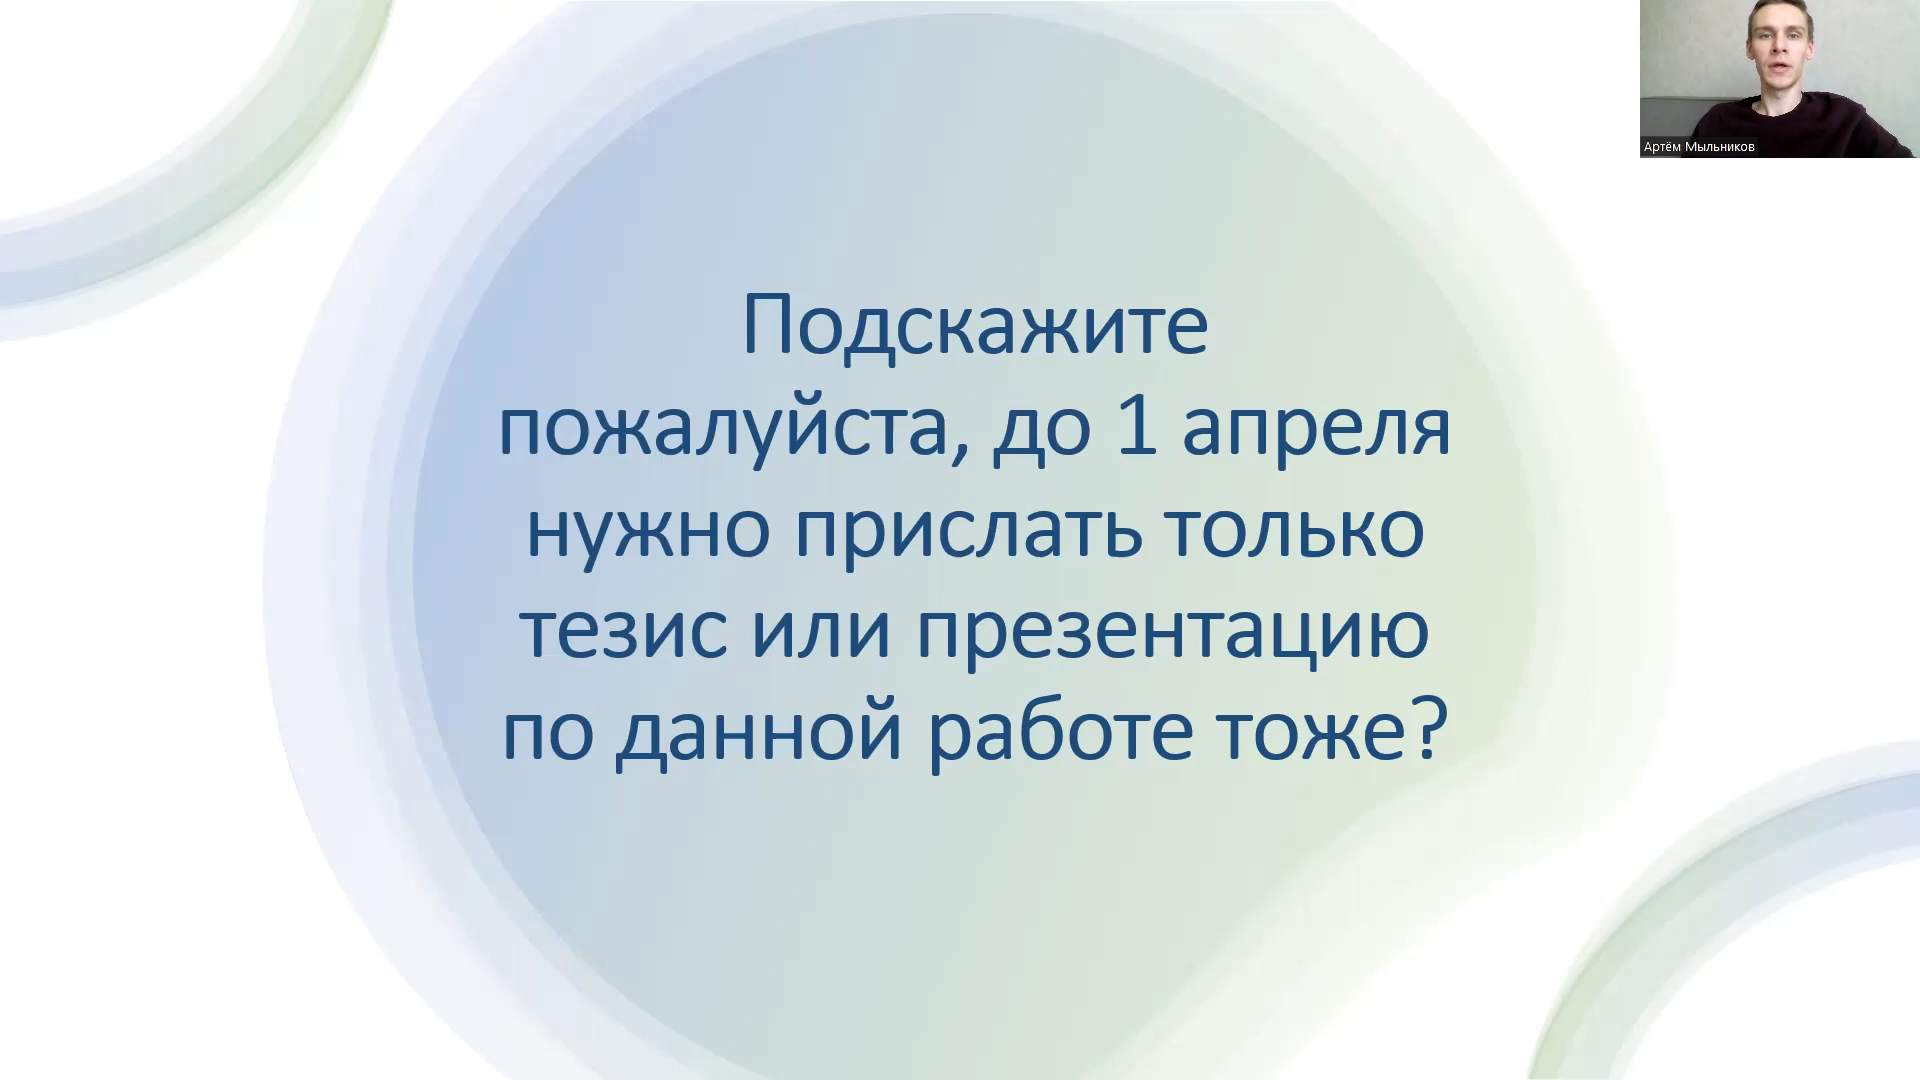 Артём Мыльников
Подскажите
пожалуйста, до 1 апреля
нужно прислать только
тезис или презентацию
по данной работе тоже?